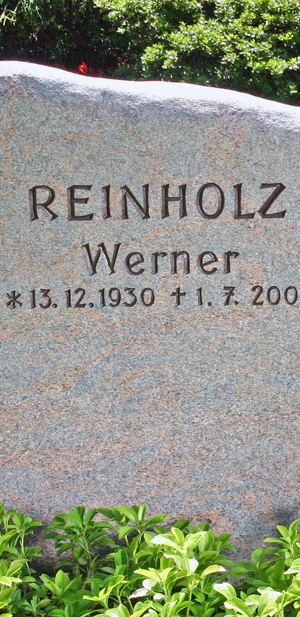 REINHOLZ
Werner
* 13. 12. 1930 † 1. 7. 200